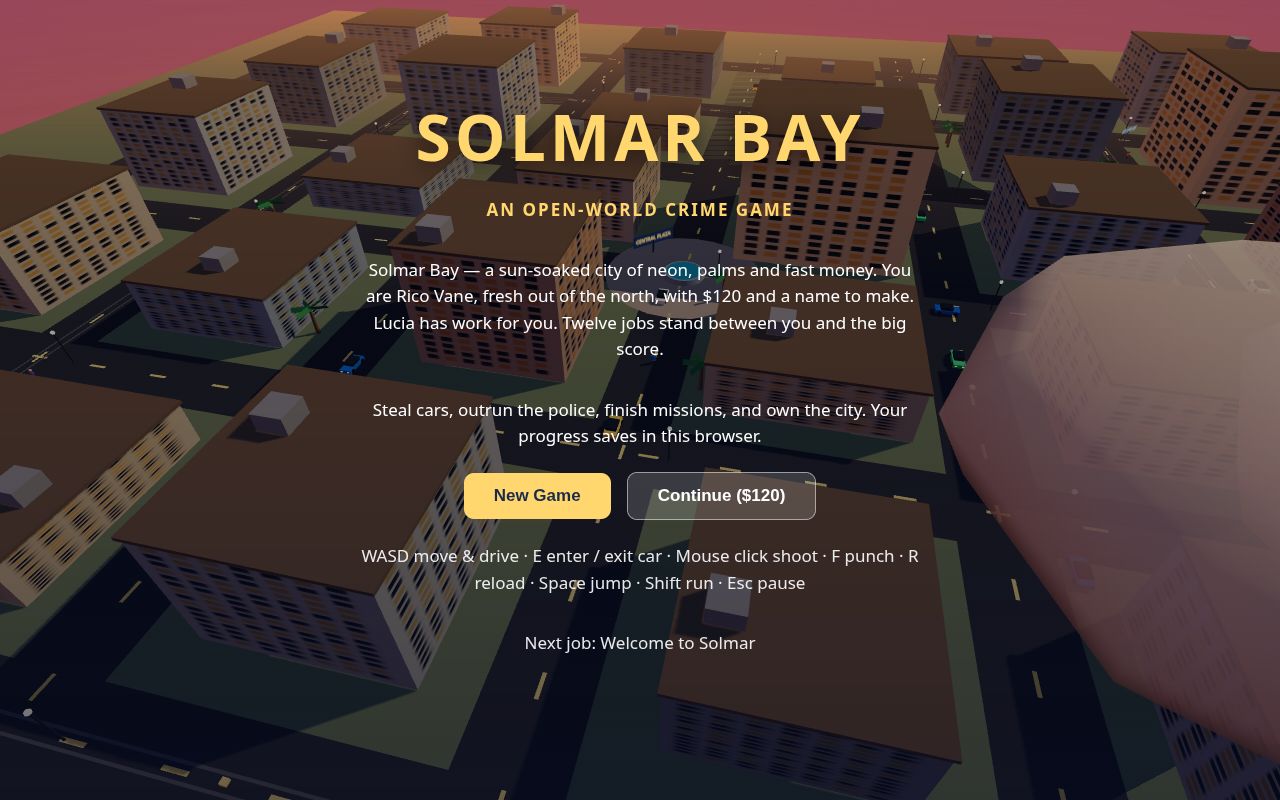 SOLMAR BAY
AN OPEN-WORLD CRIME GAME
CENTRAL PLAZA
Solmar Bay — a sun-soaked city of neon, palms and fast money. You
are Rico Vane, fresh out of the north, with $120 and a name to make.
Lucia has work for you. Twelve jobs stand between you and the big
score.
Steal cars, outrun the police, finish missions, and own the city. Your
progress saves in this browser.
New Game
Continue ($120)
WASD move & drive · E enter / exit car · Mouse click shoot · F punch · R
reload · Space jump · Shift run · Esc pause
Next job: Welcome to Solmar